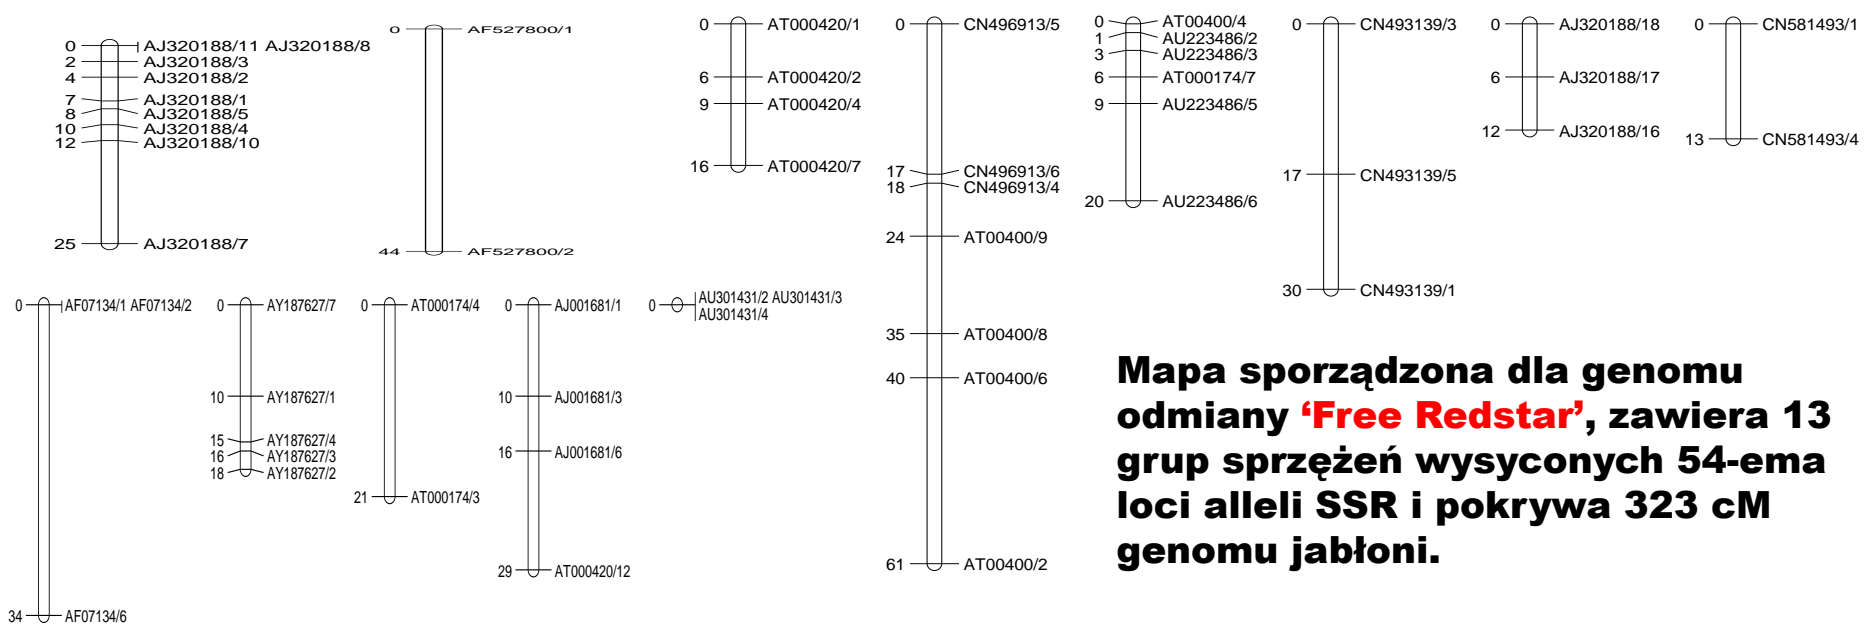 0 AJ320188/11 AJ320188/8
2 AJ320188/3
4 AJ320188/2
7 AJ320188/1
8 AJ320188/5
10 AJ320188/4
12 AJ320188/10
25 AJ320188/7
0 AF527800/1
44 AF527800/2
0 AT000420/1
6 AT000420/2
9 AT000420/4
16 AT000420/7
0 CN496913/5
17 CN496913/6
18 CN496913/4
24 AT00400/9
35 AT00400/8
40 AT00400/6
61 AT00400/2
0 AT00400/4
1 AU223486/2
3 AU223486/3
6 AT000174/7
9 AU223486/5
20 AU223486/6
0 CN493139/3
17 CN493139/5
30 CN493139/1
0 AJ320188/18
6 AJ320188/17
12 AJ320188/16
0 CN581493/1
13 CN581493/4
0 AF07134/1 AF07134/2
34 AF07134/6
0 AY187627/7
10 AY187627/1
15 AY187627/4
16 AY187627/3
18 AY187627/2
0 AT000174/4
21 AT000174/3
0 AJ001681/1
10 AJ001681/3
16 AJ001681/6
29 AT000420/12
0 AU301431/2 AU301431/3
AU301431/4
Mapa sporządzona dla genomu
odmiany ‘Free Redstar’, zawiera 13
grup sprzężeń wysyconych 54-ema
loci alleli SSR i pokrywa 323 cM
genomu jabłoni.